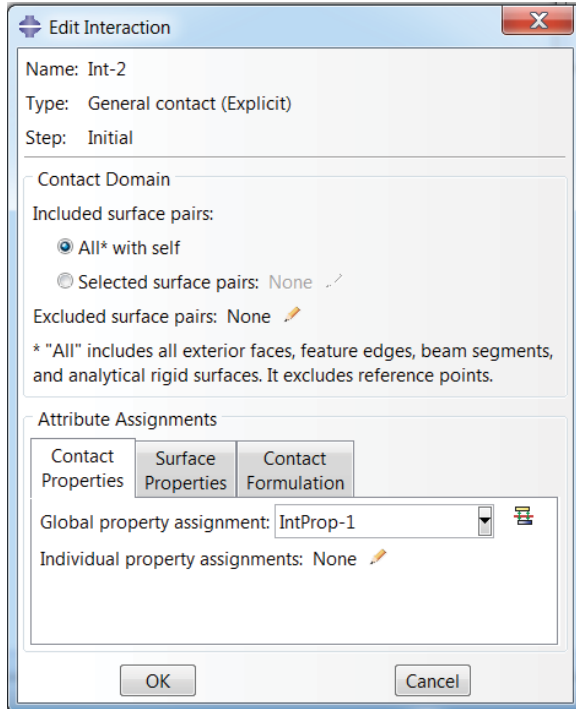 Edit Interaction
Name: Int-2
Type: General contact (Explicit)
Step: Initial
Contact Domain
Included surface pairs:
All* with self
Selected surface pairs: None
Excluded surface pairs: None
* "All" includes all exterior faces, feature edges, beam segments,
and analytical rigid surfaces. It excludes reference points.
Attribute Assignments
Contact Properties
Surface Properties
Contact Formulation
Global property assignment: IntProp-1
Individual property assignments: None
OK
Cancel